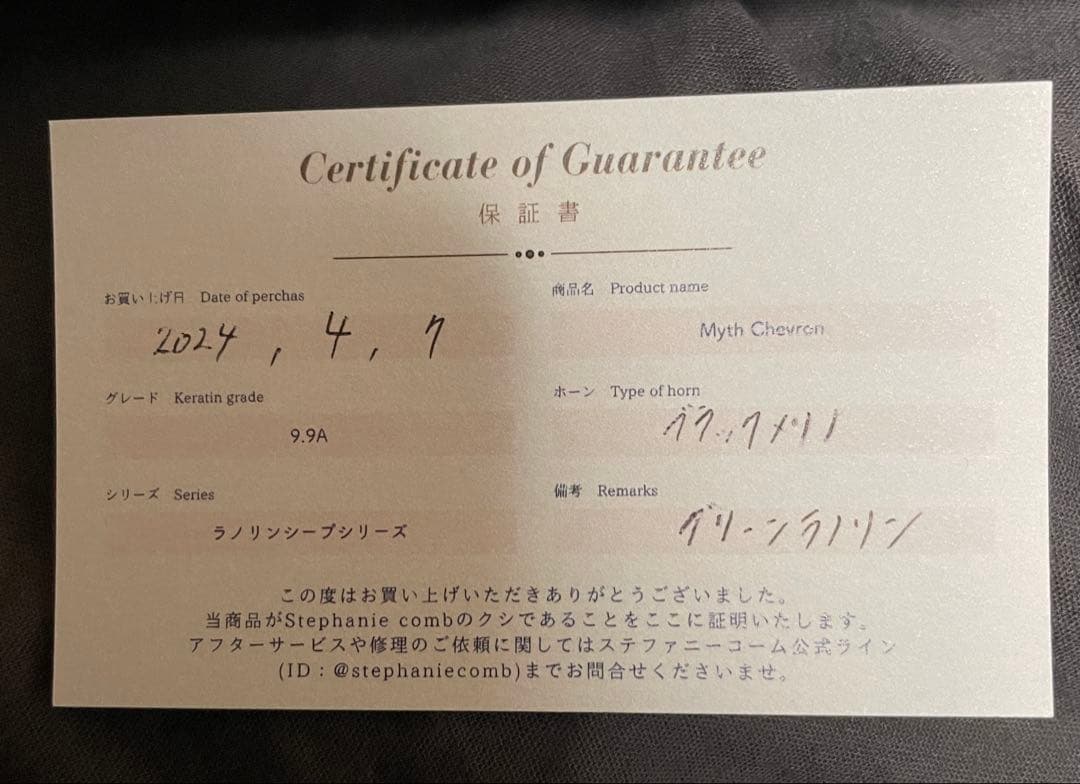 Certificate of Guarantee
保証書
お買い上げ日 Date of perchas
2024, 4, 7
商品名 Product name
Myth Chevron
グレード Keratin grade
9.9A
ホーン Type of horn
ブラックメリノ
シリーズ Series
ラノリンシープシリーズ
備考 Remarks
グリーンラノリン
この度はお買い上げいただきありがとうございました。
当商品がStephanie combのクシであることをここに証明いたします。
アフターサービスや修理のご依頼に関してはステファニーコーム公式ライン
(ID:@stephaniecomb)までお問合せくださいませ。